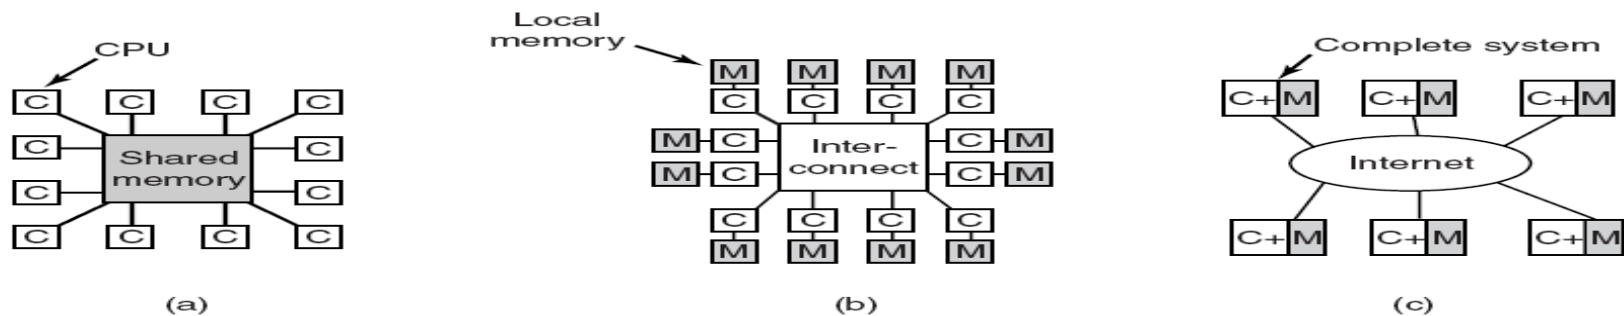 CPU
C C C C
C C
Shared
memory
C C
C C C C
(a)
Local
memory
M M M M
C C C C
M C C M
Inter-
connect
M C C M
C C C C
M M M M
(b)
Complete system
C+ M C+ M C+ M
Internet
C+ M C+ M C+ M
(c)